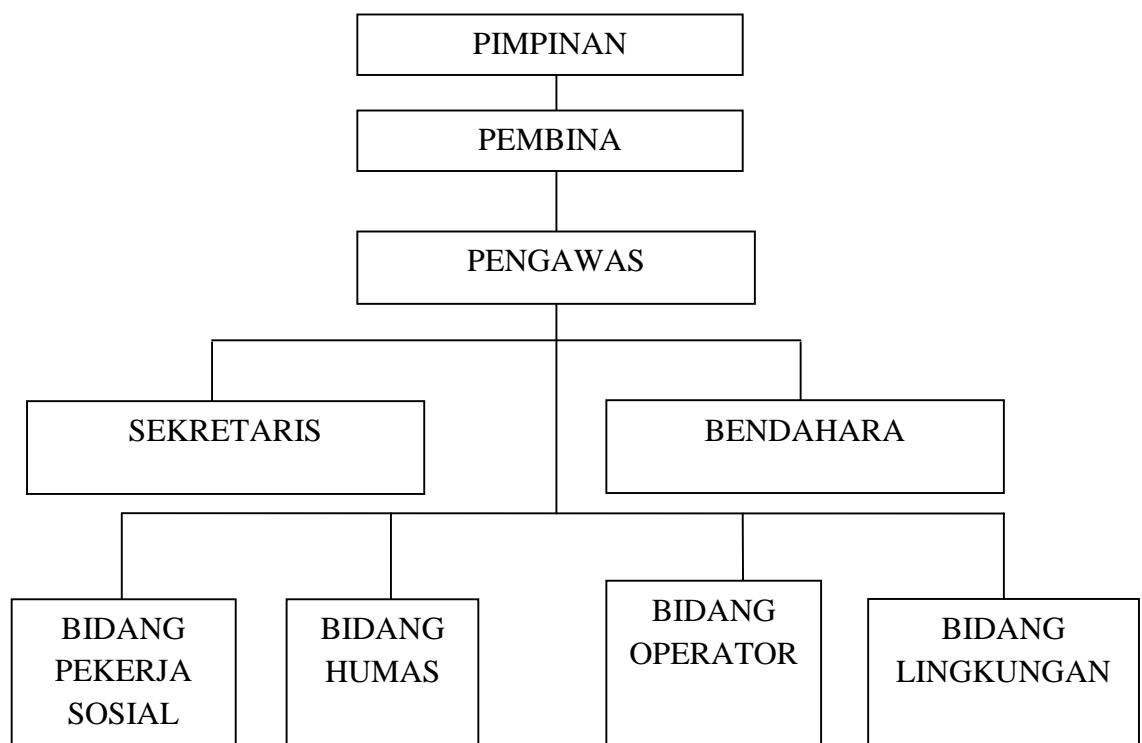 PIMPINAN
PEMBINA
PENGAWAS
SEKRETARIS
BENDAHARA
BIDANG
PEKERJA
SOSIAL
BIDANG
HUMAS
BIDANG
OPERATOR
BIDANG
LINGKUNGAN